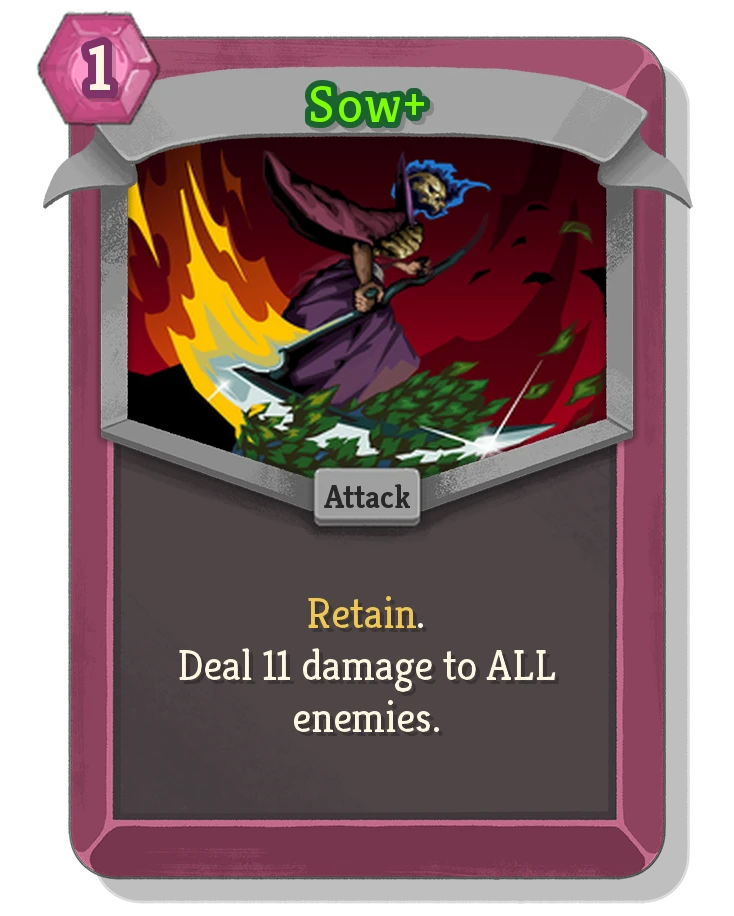 1
Sow+
Attack
Retain.
Deal 11 damage to ALL
enemies.